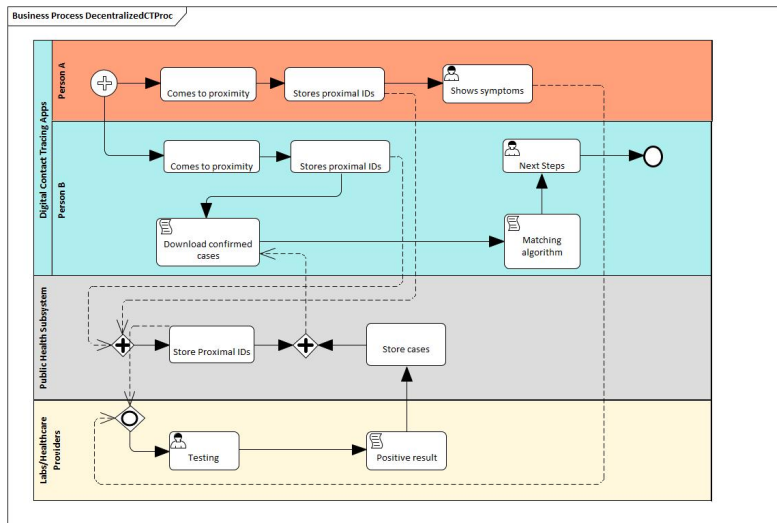 Business Process DecentralizedCTProc
Digital Contact Tracing Apps
Person A
Comes to proximity
Stores proximal IDs
Shows symptoms
Person B
Comes to proximity
Stores proximal IDs
Next Steps
Download confirmed
cases
Matching
algorithm
Public Health Subsystem
Store Proximal IDs
Store cases
Labs/Healthcare
Providers
Testing
Positive result